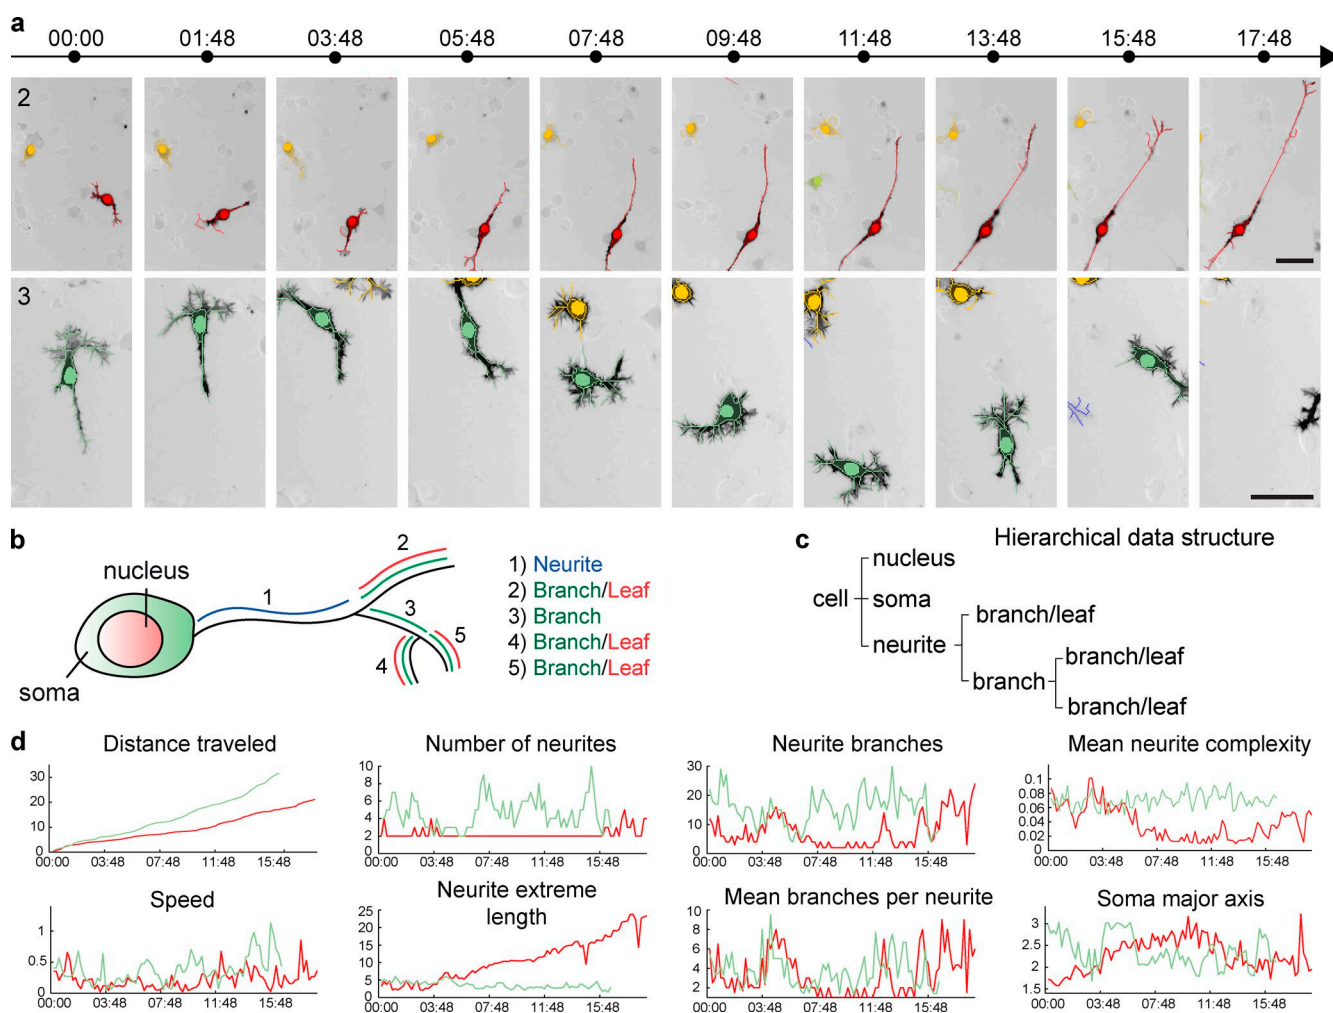 a
00:00 01:48 03:48 05:48 07:48 09:48 11:48 13:48 15:48 17:48
2
3
b
nucleus
soma
1
2
3
4
5
1) Neurite
2) Branch/Leaf
3) Branch
4) Branch/Leaf
5) Branch/Leaf
c
Hierarchical data structure
cell
nucleus
soma
neurite
branch/leaf
branch
branch/leaf
branch/leaf
d
Distance traveled
30
20
10
0
00:00 03:48 07:48 11:48 15:48
Number of neurites
10
8
6
4
2
0
00:00 03:48 07:48 11:48 15:48
Neurite branches
30
20
10
0
00:00 03:48 07:48 11:48 15:48
Mean neurite complexity
0.1
0.08
0.06
0.04
0.02
0
00:00 03:48 07:48 11:48 15:48
Speed
1
0.5
0
00:00 03:48 07:48 11:48 15:48
Neurite extreme
length
25
20
15
10
5
0
00:00 03:48 07:48 11:48 15:48
Mean branches per neurite
10
8
6
4
2
00:00 03:48 07:48 11:48 15:48
Soma major axis
3
2.5
2
1.5
00:00 03:48 07:48 11:48 15:48